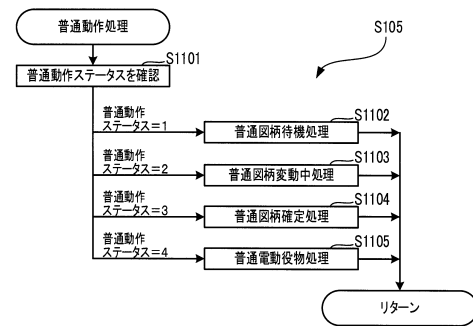 普通動作処理
S105
S1101
普通動作ステータスを確認
普通動作
ステータス=1
S1102
普通図柄待機処理
普通動作
ステータス=2
S1103
普通図柄変動中処理
普通動作
ステータス=3
S1104
普通図柄確定処理
普通動作
ステータス=4
S1105
普通電動役物処理
リターン